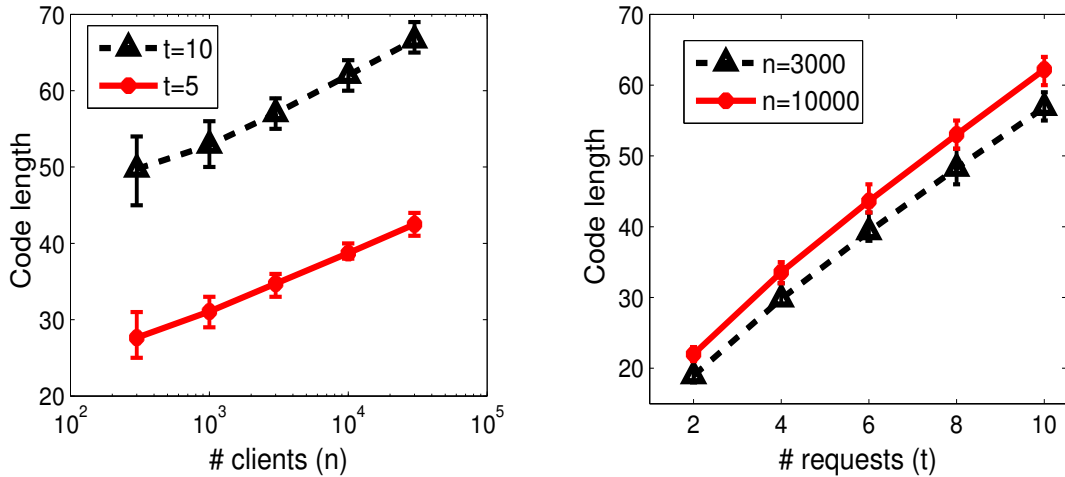 70
60
50
40
30
20
Code length
t=10
t=5
10^2
10^3
10^4
10^5
# clients (n)
70
60
50
40
30
20
Code length
n=3000
n=10000
2
4
6
8
10
# requests (t)